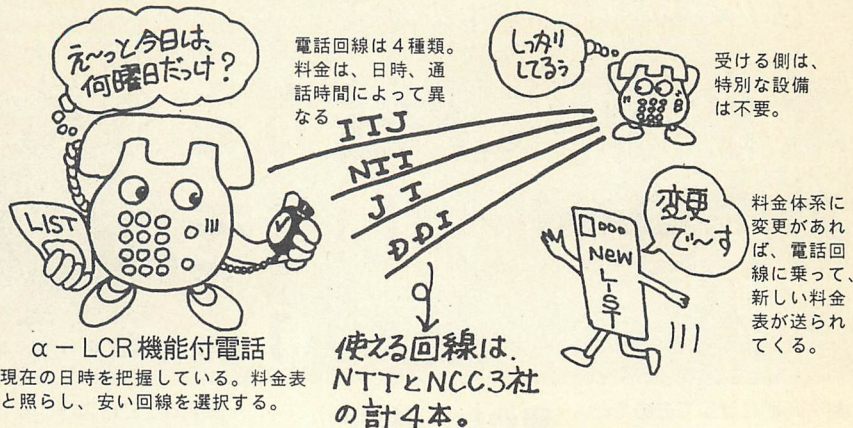 え〜っと今日は、
何曜日だっけ?
電話回線は4種類。
料金は、日時、通
話時間によって異
なる
しっかり
してるぅ
受ける側は、
特別な設備
は不要。
ITJ
NTT
JT
DDI
LIST
変更
で〜す
NeW
LIST
料金体系に
変更があれ
ば、電話回
線に乗って、
新しい料金
表が送られ
てくる。
α−LCR機能付電話
現在の日時を把握している。料金表
と照らし、安い回線を選択する。
使える回線は、
NTTとNCC3社
の計4本。